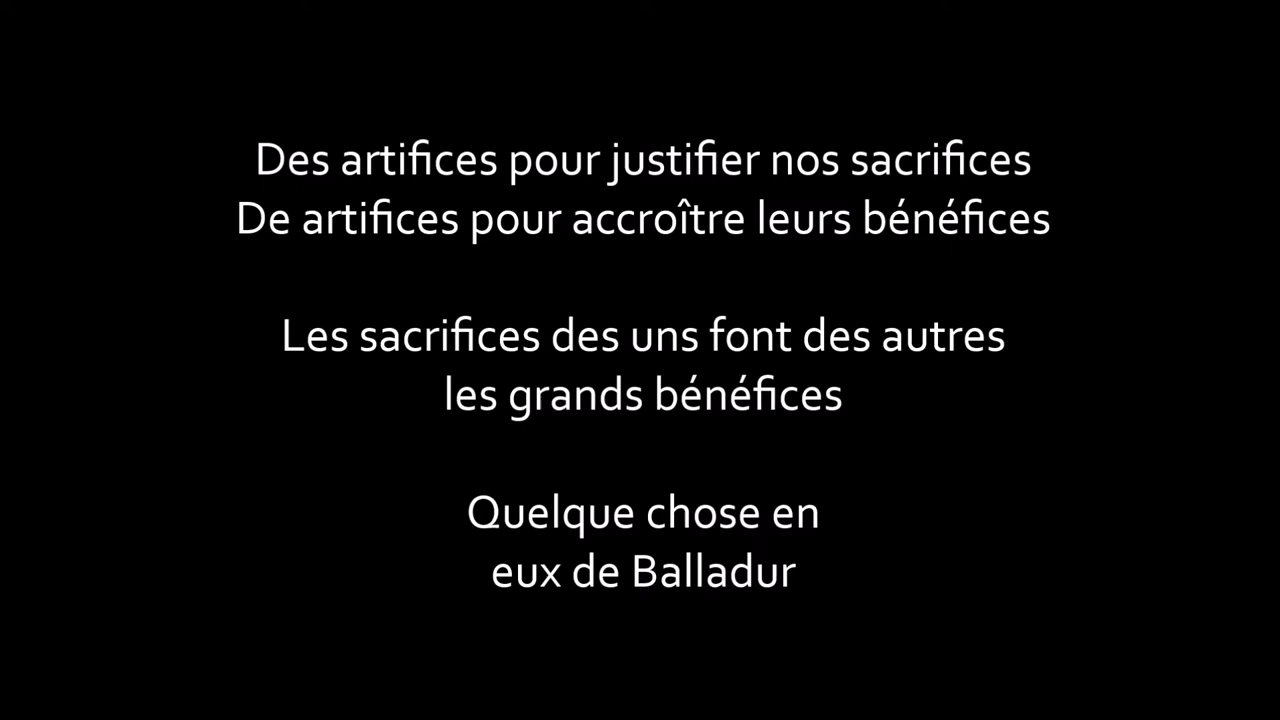 Des artifices pour justifier nos sacrifices
De artifices pour accroître leurs bénéfices
Les sacrifices des uns font des autres
les grands bénéfices
Quelque chose en
eux de Balladur